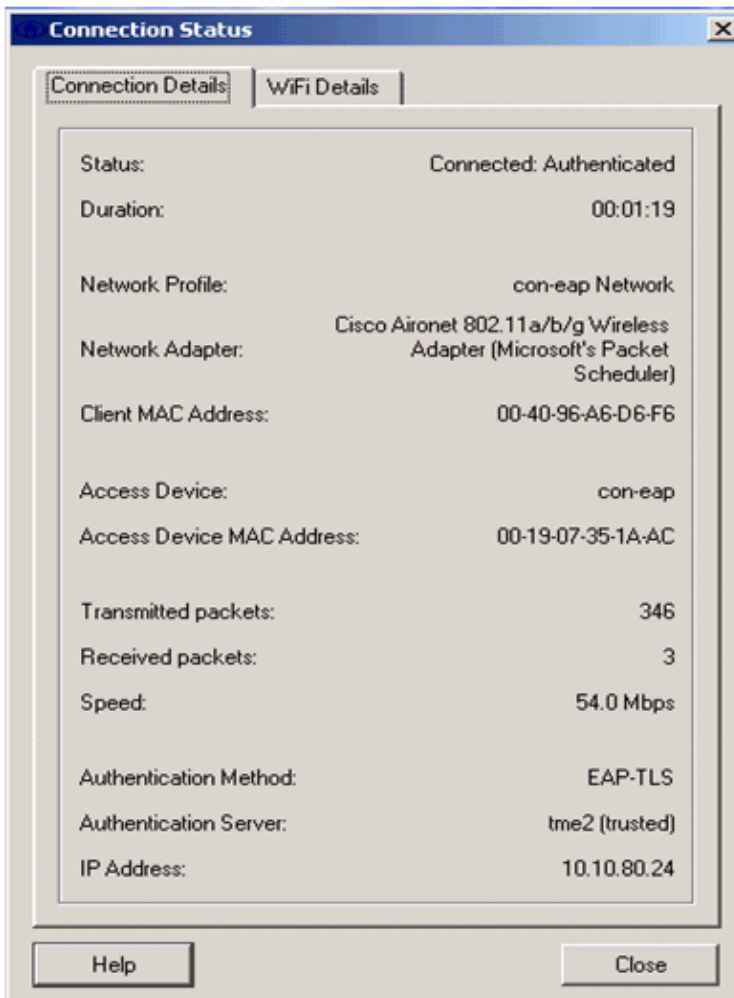 Connection Status
Connection Details
WiFi Details
Status: Connected: Authenticated
Duration: 00:01:19
Network Profile: con-eap Network
Network Adapter: Cisco Aironet 802.11a/b/g Wireless
Adapter (Microsoft's Packet
Scheduler)
Client MAC Address: 00-40-96-A6-D6-F6
Access Device: con-eap
Access Device MAC Address: 00-19-07-35-1A-AC
Transmitted packets: 346
Received packets: 3
Speed: 54.0 Mbps
Authentication Method: EAP-TLS
Authentication Server: tme2 (trusted)
IP Address: 10.10.80.24
Help
Close